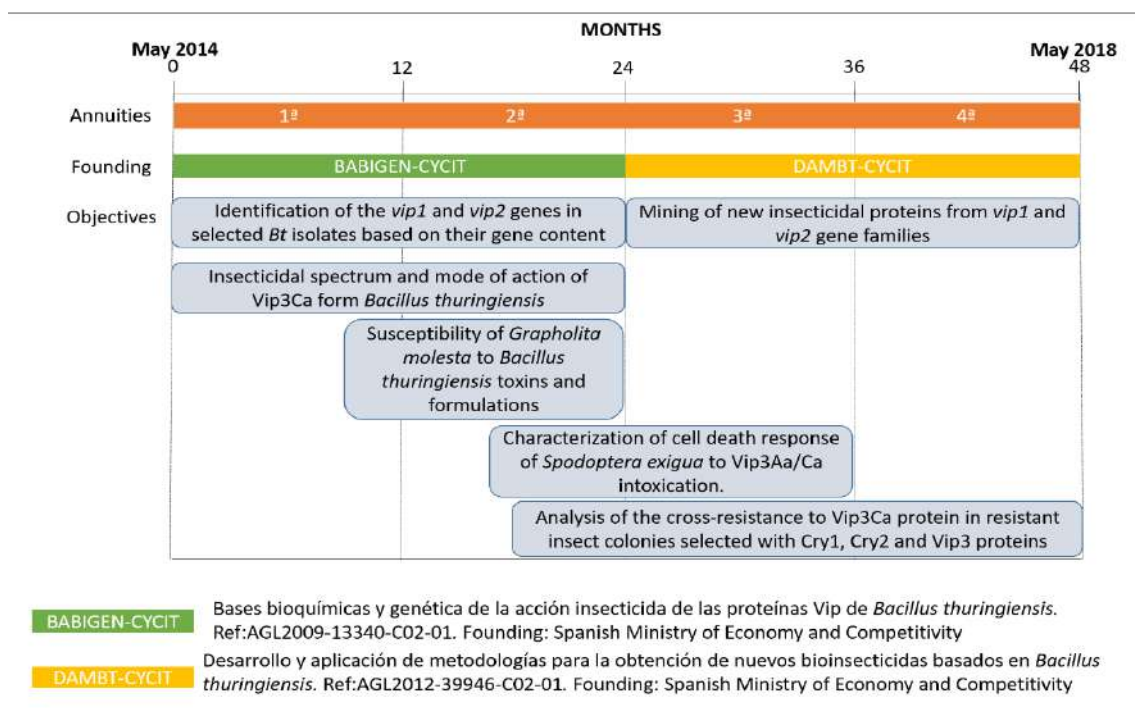 MONTHS
May 2014
May 2018
0
12
24
36
48
Annuities
1ª
2ª
3ª
4ª
Founding
BABIGEN-CYCIT
DAMBT-CYCIT
Objectives
Identification of the vip1 and vip2 genes in
selected Bt isolates based on their gene content
Mining of new insecticidal proteins from vip1 and
vip2 gene families
Insecticidal spectrum and mode of action of
Vip3Ca form Bacillus thuringiensis
Susceptibility of Grapholita
molesta to Bacillus
thuringiensis toxins and
formulations
Characterization of cell death response
of Spodoptera exigua to Vip3Aa/Ca
intoxication.
Analysis of the cross-resistance to Vip3Ca protein in resistant
insect colonies selected with Cry1, Cry2 and Vip3 proteins
BABIGEN-CYCIT
Bases bioquímicas y genética de la acción insecticida de las proteínas Vip de Bacillus thuringiensis.
Ref:AGL2009-13340-C02-01. Founding: Spanish Ministry of Economy and Competitivity
DAMBT-CYCIT
Desarrollo y aplicación de metodologías para la obtención de nuevos bioinsecticidas basados en Bacillus
thuringiensis. Ref:AGL2012-39946-C02-01. Founding: Spanish Ministry of Economy and Competitivity